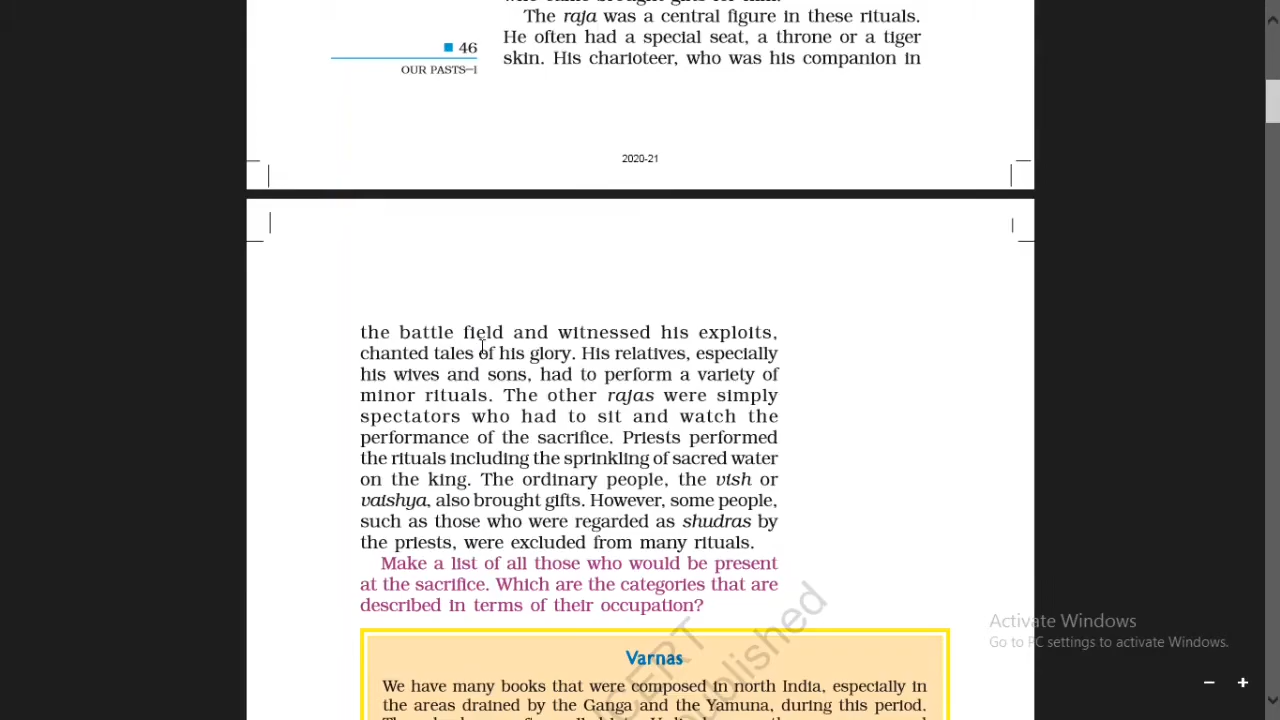 The raja was a central figure in these rituals.
He often had a special seat, a throne or a tiger
skin. His charioteer, who was his companion in
46
OUR PASTS–I
2020-21
the battle field and witnessed his exploits,
chanted tales of his glory. His relatives, especially
his wives and sons, had to perform a variety of
minor rituals. The other rajas were simply
spectators who had to sit and watch the
performance of the sacrifice. Priests performed
the rituals including the sprinkling of sacred water
on the king. The ordinary people, the vish or
vaishya, also brought gifts. However, some people,
such as those who were regarded as shudras by
the priests, were excluded from many rituals.
Make a list of all those who would be present
at the sacrifice. Which are the categories that are
described in terms of their occupation?
Varnas
We have many books that were composed in north India, especially in
the areas drained by the Ganga and the Yamuna, during this period.
Activate Windows
Go to PC settings to activate Windows.